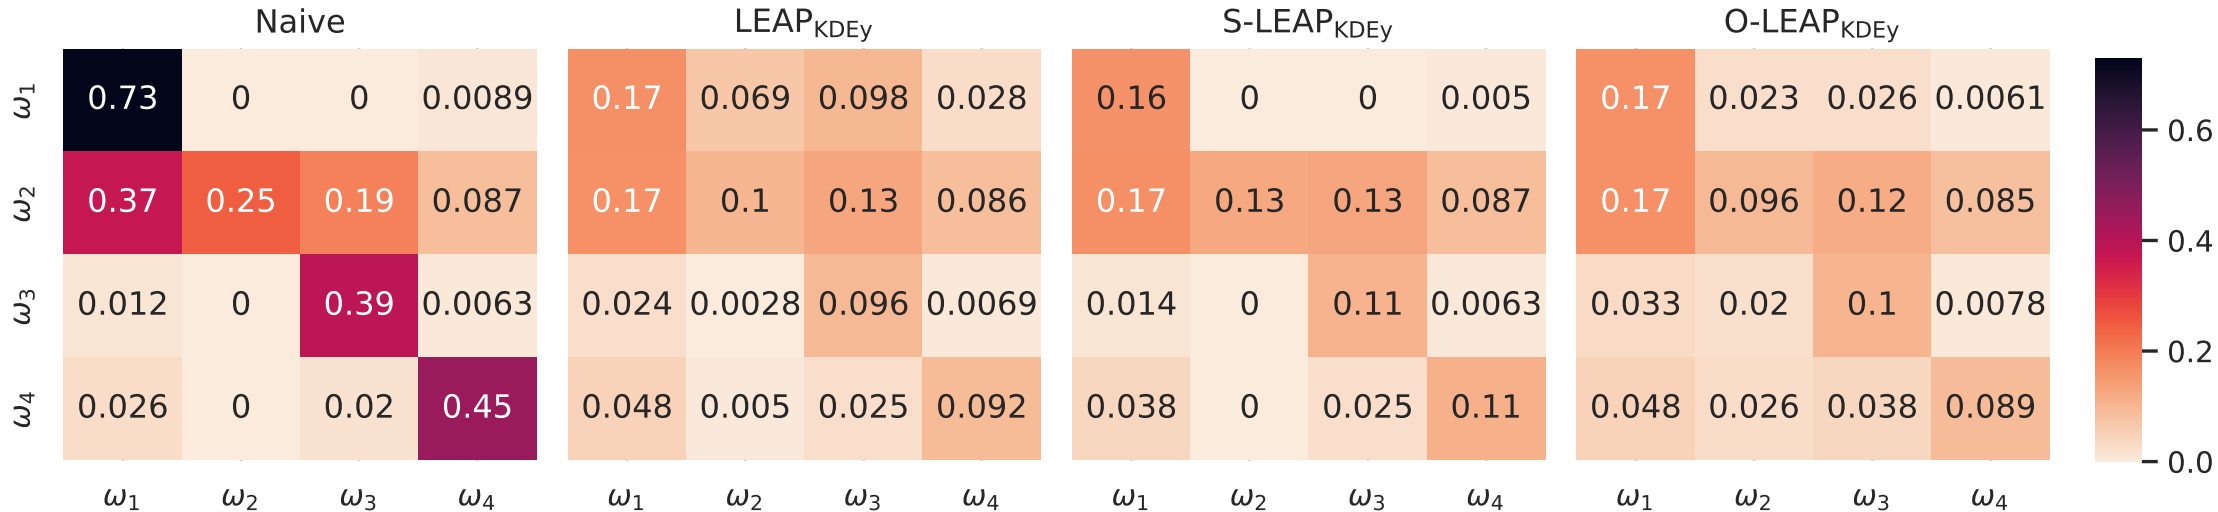 Naive LEAP_KDEy S-LEAP_KDEy O-LEAP_KDEy
ω₁ 0.73 0 0 0.0089 0.17 0.069 0.098 0.028 0.16 0 0 0.005 0.17 0.023 0.026 0.0061
0.6
ω₂ 0.37 0.25 0.19 0.087 0.17 0.1 0.13 0.086 0.17 0.13 0.13 0.087 0.17 0.096 0.12 0.085
0.4
ω₃ 0.012 0 0.39 0.0063 0.024 0.0028 0.096 0.0069 0.014 0 0.11 0.0063 0.033 0.02 0.1 0.0078
0.2
ω₄ 0.026 0 0.02 0.45 0.048 0.005 0.025 0.092 0.038 0 0.025 0.11 0.048 0.026 0.038 0.089
0.0
ω₁ ω₂ ω₃ ω₄ ω₁ ω₂ ω₃ ω₄ ω₁ ω₂ ω₃ ω₄ ω₁ ω₂ ω₃ ω₄